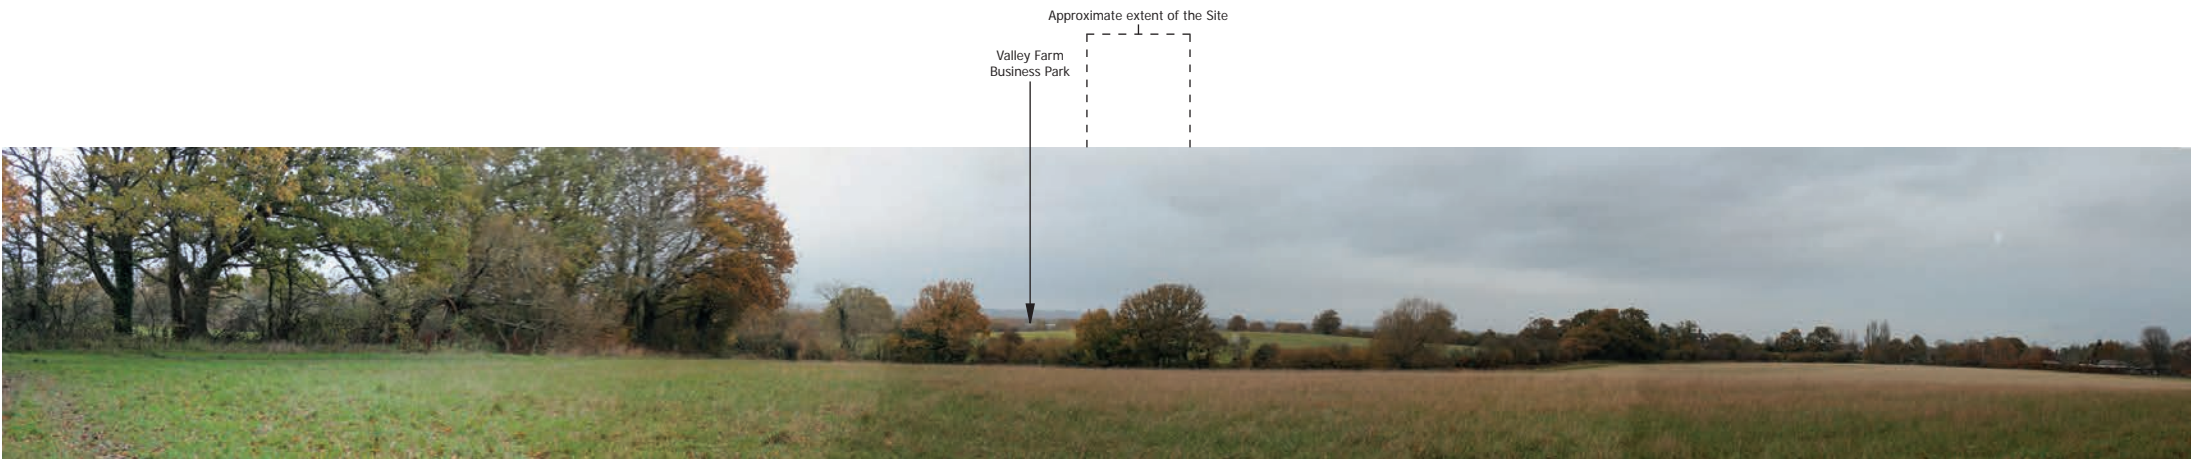 Approximate extent of the Site
Valley Farm
Business Park